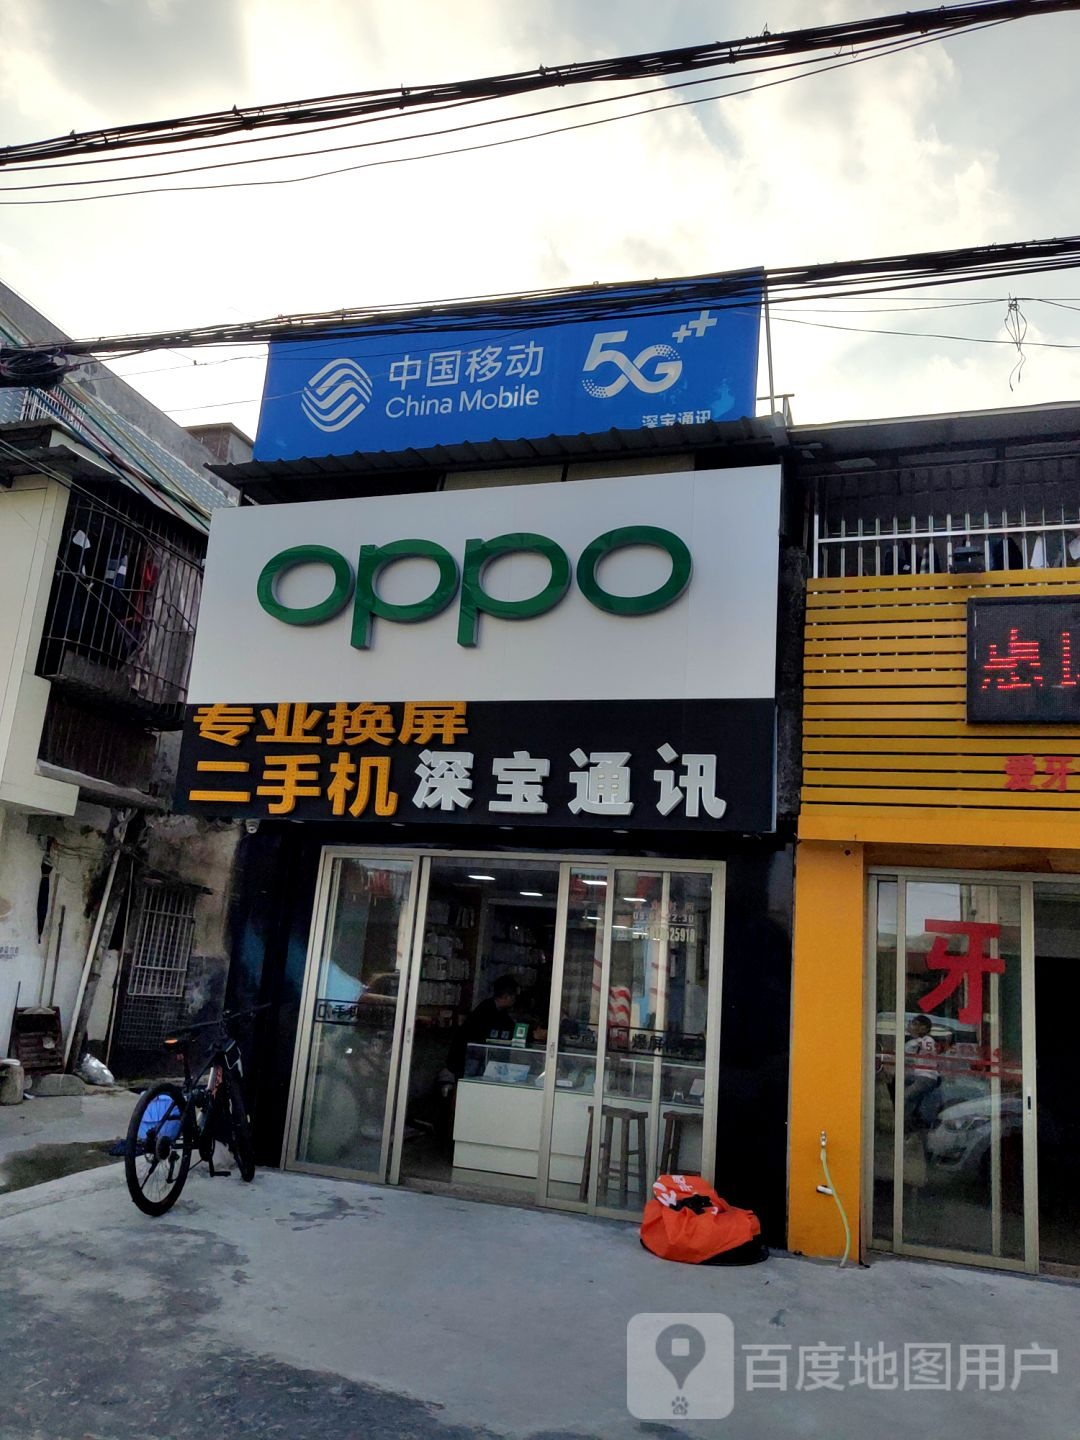 中国移动
China Mobile
5G++
深宝通讯
oppo
专业换屏
二手机
深宝通讯
爱牙
牙
百度地图用户